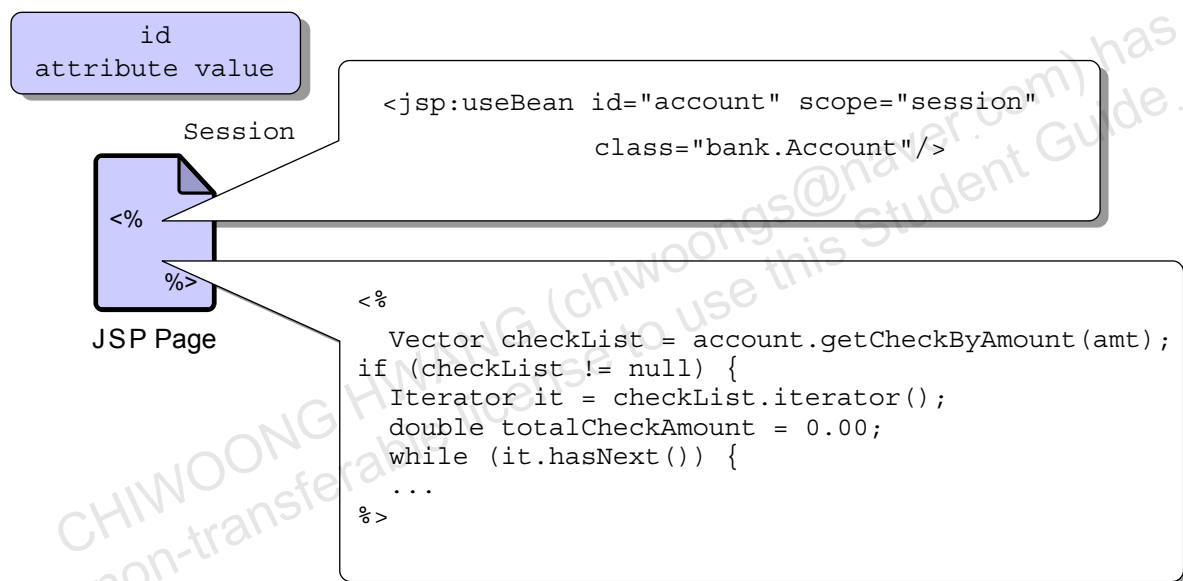 id
attribute value
Session
<%
%>
JSP Page
<jsp:useBean id="account" scope="session"
class="bank.Account"/>
<%
Vector checkList = account.getCheckByAmount(amt);
if (checkList != null) {
Iterator it = checkList.iterator();
double totalCheckAmount = 0.00;
while (it.hasNext()) {
...
%>
CHIWOONG HWANG (chiwoongs@naver.com) has
non-transferable license to use this Student Guide.